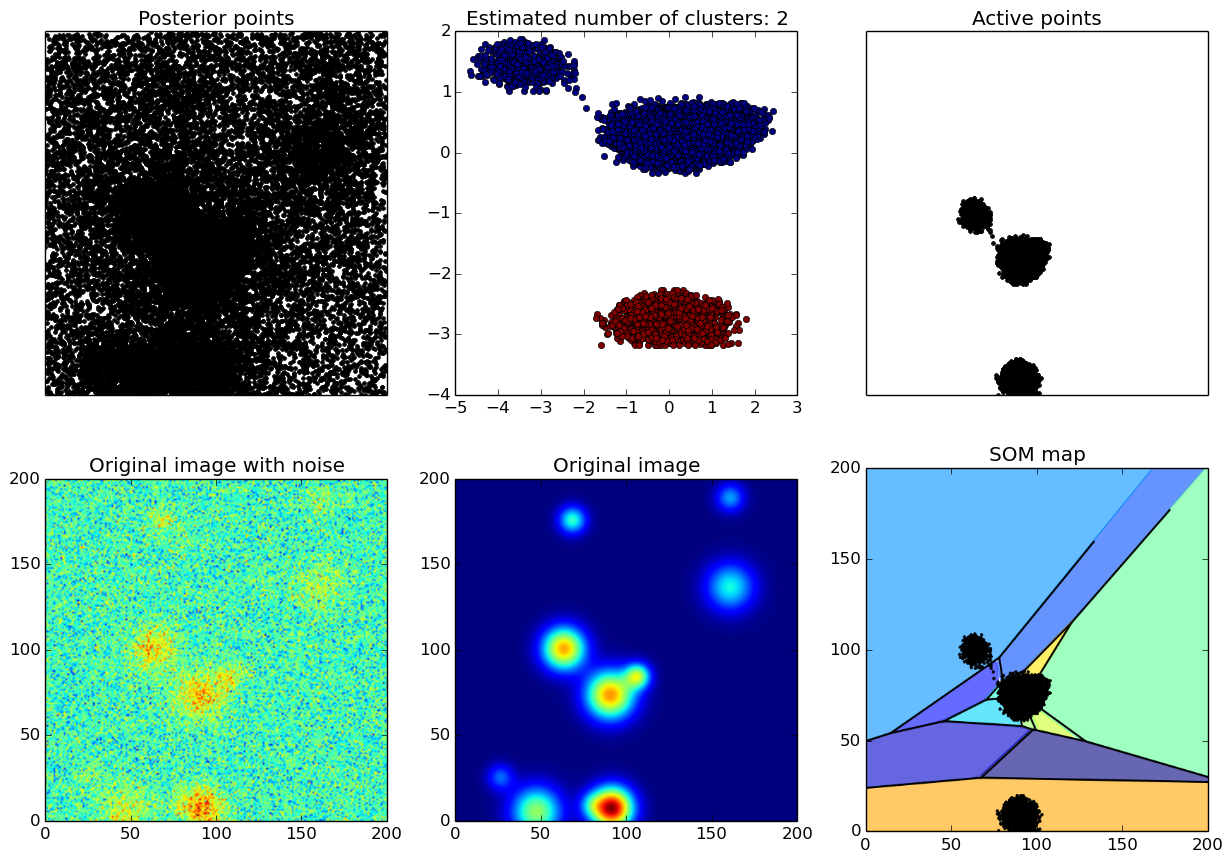 Posterior points
Estimated number of clusters: 2
Active points
2
1
0
−1
−2
−3
−4
−5 −4 −3 −2 −1 0 1 2 3
Original image with noise
200
150
100
50
0
0 50 100 150 200
Original image
200
150
100
50
0
0 50 100 150 200
SOM map
200
150
100
50
0
0 50 100 150 200